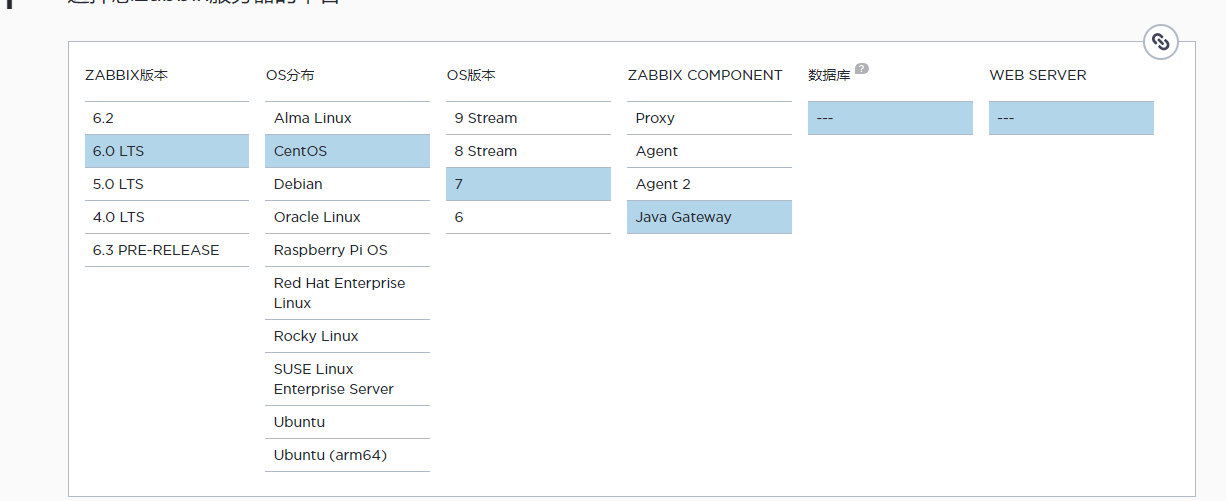 ZABBIX版本
OS分布
OS版本
ZABBIX COMPONENT
数据库 ?
WEB SERVER
6.2
Alma Linux
9 Stream
Proxy
---
---
6.0 LTS
CentOS
8 Stream
Agent
5.0 LTS
Debian
7
Agent 2
4.0 LTS
Oracle Linux
6
Java Gateway
6.3 PRE-RELEASE
Raspberry Pi OS
Red Hat Enterprise
Linux
Rocky Linux
SUSE Linux
Enterprise Server
Ubuntu
Ubuntu (arm64)